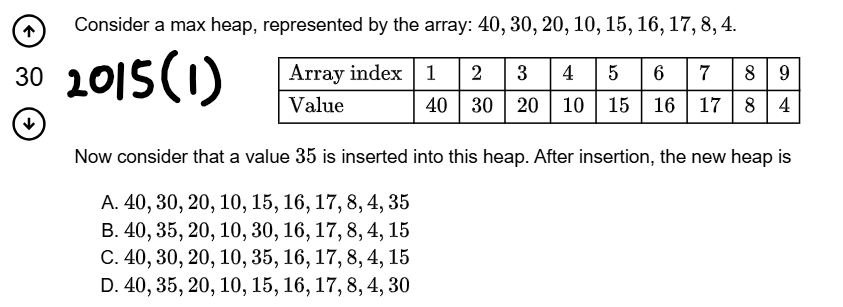 Consider a max heap, represented by the array: 40, 30, 20, 10, 15, 16, 17, 8, 4.
30
2015(1)
Array index 1 2 3 4 5 6 7 8 9
Value 40 30 20 10 15 16 17 8 4
Now consider that a value 35 is inserted into this heap. After insertion, the new heap is
A. 40, 30, 20, 10, 15, 16, 17, 8, 4, 35
B. 40, 35, 20, 10, 30, 16, 17, 8, 4, 15
C. 40, 30, 20, 10, 35, 16, 17, 8, 4, 15
D. 40, 35, 20, 10, 15, 16, 17, 8, 4, 30